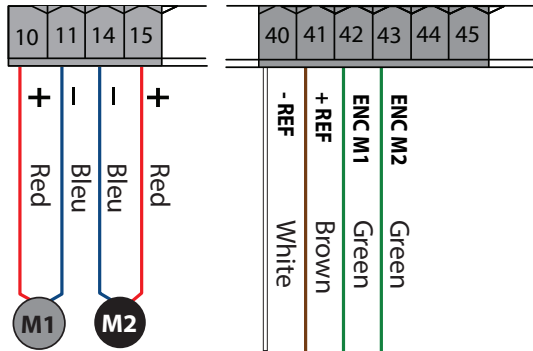 10 11 14 15
40 41 42 43 44 45
+ – – +
- REF
+ REF
ENC M1
ENC M2
Red
Bleu
Bleu
Red
White
Brown
Green
Green
M1
M2